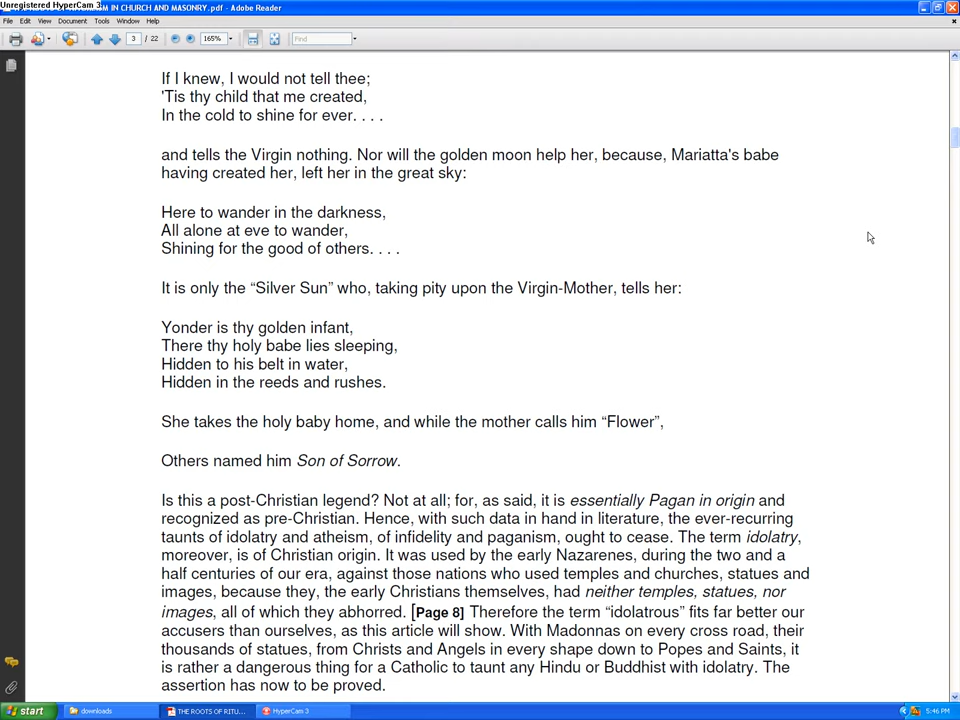 Unregistered HyperCam 3
M IN CHURCH AND MASONRY.pdf - Adobe Reader
File Edit View Document Tools Window Help
3 / 22 165% Find
If I knew, I would not tell thee;
'Tis thy child that me created,
In the cold to shine for ever. . . .
and tells the Virgin nothing. Nor will the golden moon help her, because, Mariatta's babe
having created her, left her in the great sky:
Here to wander in the darkness,
All alone at eve to wander,
Shining for the good of others. . . .
It is only the “Silver Sun” who, taking pity upon the Virgin-Mother, tells her:
Yonder is thy golden infant,
There thy holy babe lies sleeping,
Hidden to his belt in water,
Hidden in the reeds and rushes.
She takes the holy baby home, and while the mother calls him “Flower”,
Others named him Son of Sorrow.
Is this a post-Christian legend? Not at all; for, as said, it is essentially Pagan in origin and
recognized as pre-Christian. Hence, with such data in hand in literature, the ever-recurring
taunts of idolatry and atheism, of infidelity and paganism, ought to cease. The term idolatry,
moreover, is of Christian origin. It was used by the early Nazarenes, during the two and a
half centuries of our era, against those nations who used temples and churches, statues and
images, because they, the early Christians themselves, had neither temples, statues, nor
images, all of which they abhorred. [Page 8] Therefore the term “idolatrous” fits far better our
accusers than ourselves, as this article will show. With Madonnas on every cross road, their
thousands of statues, from Christs and Angels in every shape down to Popes and Saints, it
is rather a dangerous thing for a Catholic to taunt any Hindu or Buddhist with idolatry. The
assertion has now to be proved.
start downloads THE ROOTS OF RITU... HyperCam 3 5:46 PM